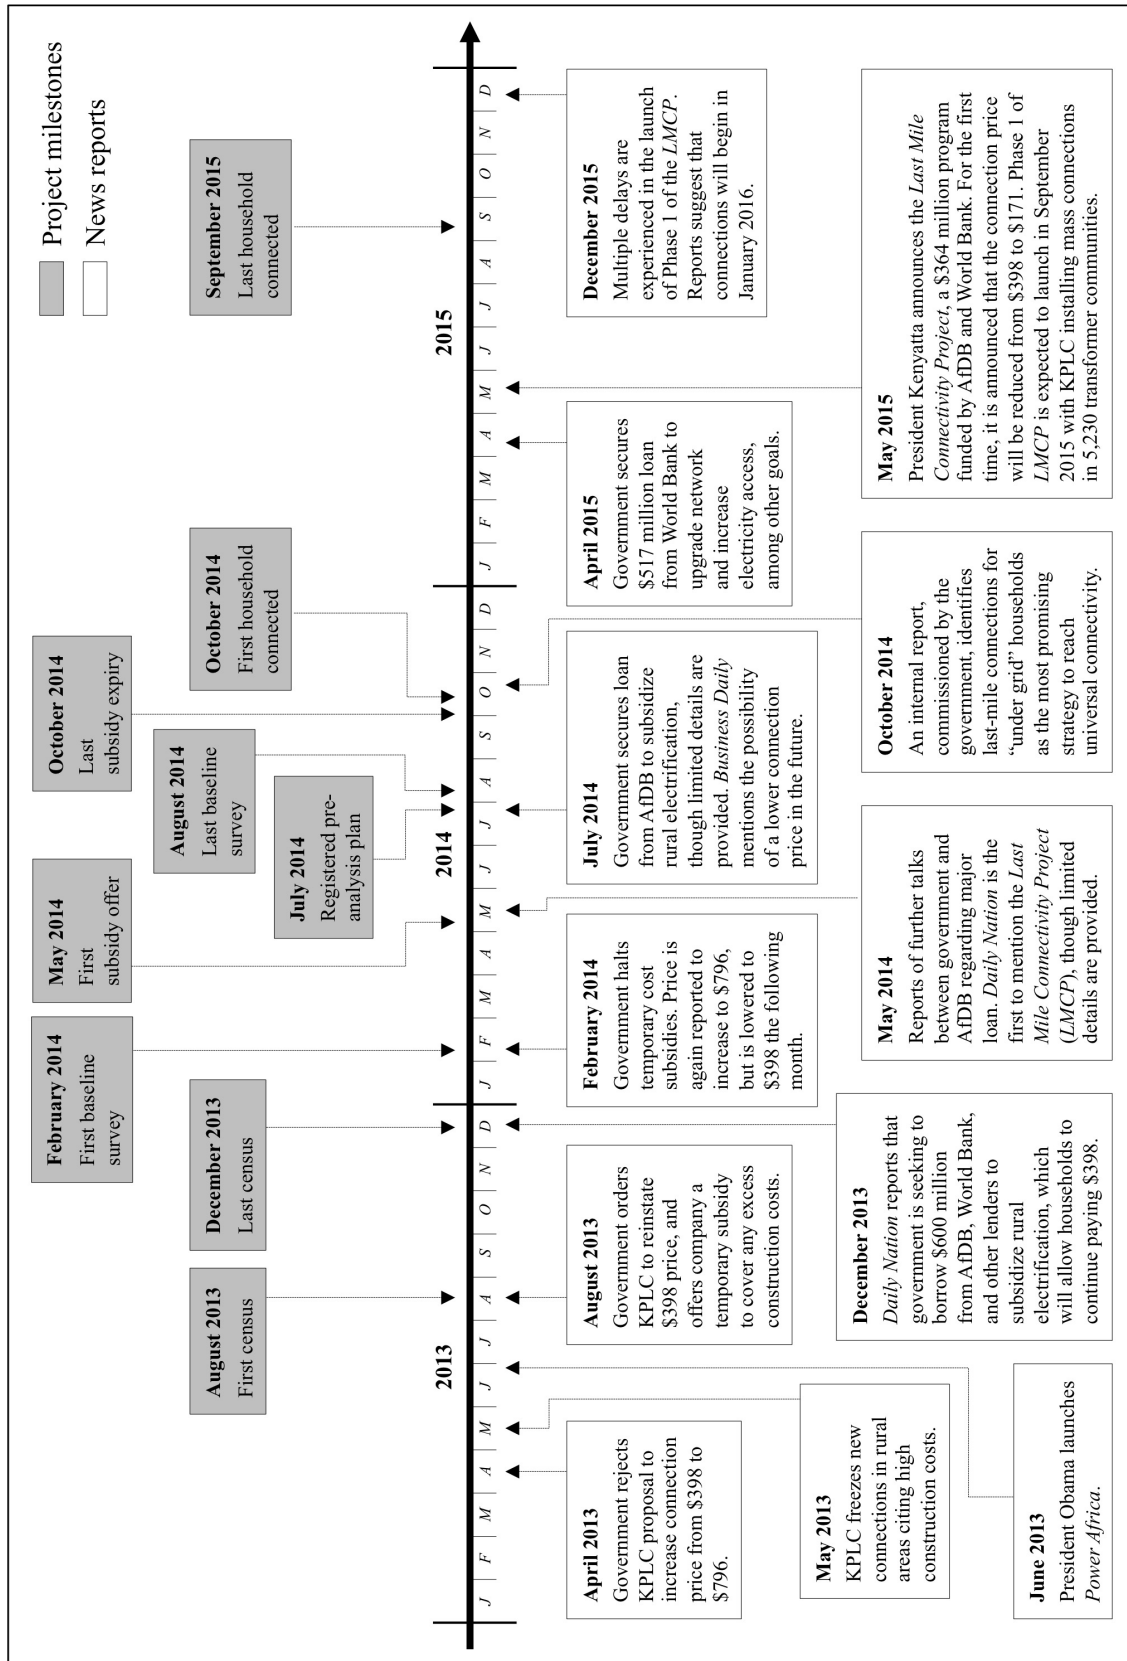 Project milestones
News reports
February 2014
First baseline
survey
May 2014
First
subsidy offer
October 2014
Last
subsidy expiry
August 2013
First census
December 2013
Last census
August 2014
Last baseline
survey
July 2014
Registered pre-
analysis plan
October 2014
First household
connected
September 2015
Last household
connected
2013
2014
2015
J F M A M J J A S O N D J F M A M J J A S O N D J F M A M J J A S O N D
April 2013
Government rejects
KPLC proposal to
increase connection
price from $398 to
$796.
May 2013
KPLC freezes new
connections in rural
areas citing high
construction costs.
June 2013
President Obama launches
Power Africa.
August 2013
Government orders
KPLC to reinstate
$398 price, and
offers company a
temporary subsidy
to cover any excess
construction costs.
December 2013
Daily Nation reports that
government is seeking to
borrow $600 million
from AfDB, World Bank,
and other lenders to
subsidize rural
electrification, which
will allow households to
continue paying $398.
February 2014
Government halts
temporary cost
subsidies. Price is
again reported to
increase to $796,
but is lowered to
$398 the following
month.
May 2014
Reports of further talks
between government and
AfDB regarding major
loan. Daily Nation is the
first to mention the Last
Mile Connectivity Project
(LMCP), though limited
details are provided.
July 2014
Government secures loan
from AfDB to subsidize
rural electrification,
though limited details are
provided. Business Daily
mentions the possibility
of a lower connection
price in the future.
October 2014
An internal report,
commissioned by the
government, identifies
last-mile connections for
“under grid” households
as the most promising
strategy to reach
universal connectivity.
April 2015
Government secures
$517 million loan
from World Bank to
upgrade network
and increase
electricity access,
among other goals.
May 2015
President Kenyatta announces the Last Mile
Connectivity Project, a $364 million program
funded by AfDB and World Bank. For the first
time, it is announced that the connection price
will be reduced from $398 to $171. Phase 1 of
LMCP is expected to launch in September
2015 with KPLC installing mass connections
in 5,230 transformer communities.
December 2015
Multiple delays are
experienced in the launch
of Phase 1 of the LMCP.
Reports suggest that
connections will begin in
January 2016.